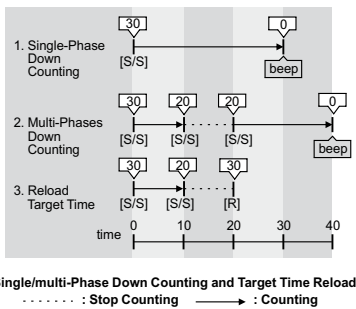 30 0
1. Single-Phase
Down
Counting
[S/S]
beep
30 20 20 0
2. Multi-Phases
Down
Counting
[S/S] [S/S] [S/S]
beep
30 20 30
3. Reload
Target Time
[S/S] [S/S] [R]
time 0 10 20 30 40
ingle/multi-Phase Down Counting and Target Time Reload
: Stop Counting : Counting